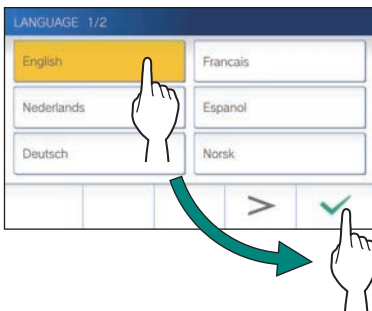 LANGUAGE 1/2
English
Francais
Nederlands
Espanol
Deutsch
Norsk
>